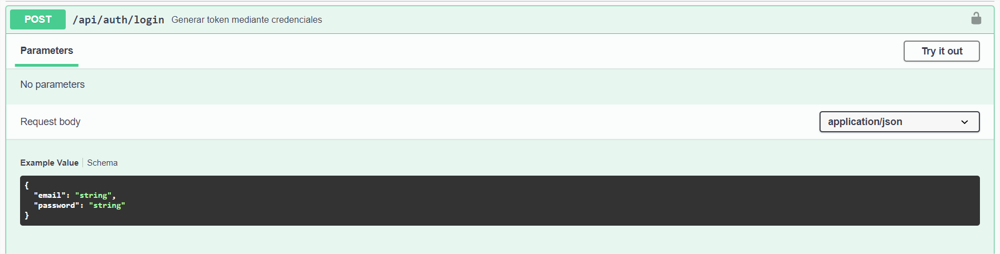 POST /api/auth/login Generar token mediante credenciales
Parameters
Try it out
No parameters
Request body
application/json
Example Value Schema
{
"email": "string",
"password": "string"
}